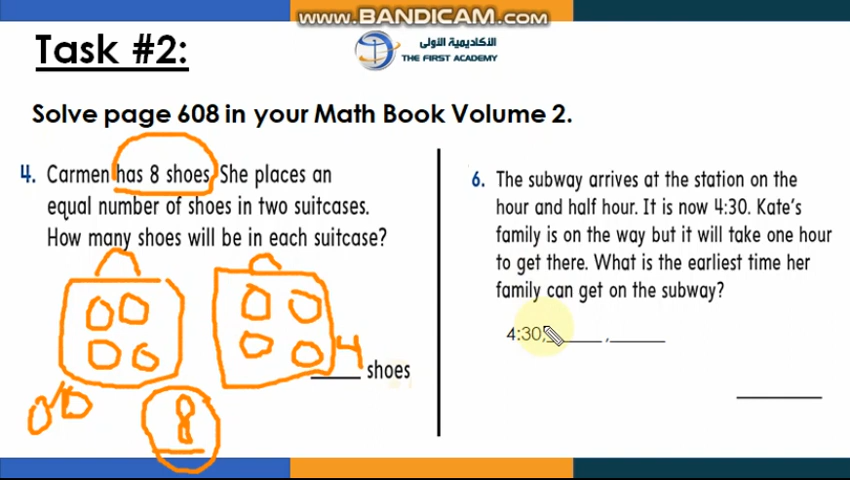 www.BANDICAM.com
Task #2:
الأكاديمية الأولى
THE FIRST ACADEMY
Solve page 608 in your Math Book Volume 2.
4. Carmen has 8 shoes. She places an
equal number of shoes in two suitcases.
How many shoes will be in each suitcase?
4
____ shoes
8
6. The subway arrives at the station on the
hour and half hour. It is now 4:30. Kate's
family is on the way but it will take one hour
to get there. What is the earliest time her
family can get on the subway?
4:30,______,______